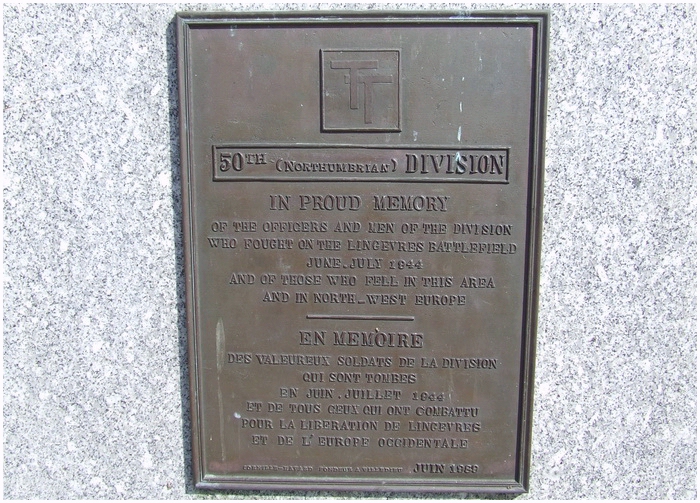 TT
50TH (NORTHUMBRIAN) DIVISION
IN PROUD MEMORY
OF THE OFFICERS AND MEN OF THE DIVISION
WHO FOUGHT ON THE LINGEVRES BATTLEFIELD
JUNE.JULY 1944
AND OF THOSE WHO FELL IN THIS AREA
AND IN NORTH-WEST EUROPE
EN MEMOIRE
DES VALEUREUX SOLDATS DE LA DIVISION
QUI SONT TOMBES
EN JUIN.JUILLET 1944
ET DE TOUS CEUX QUI ONT COMBATTU
POUR LA LIBERATION DE LINGEVRES
ET DE L'EUROPE OCCIDENTALE
FONDEUR A VILLEDIEU JUIN 1989